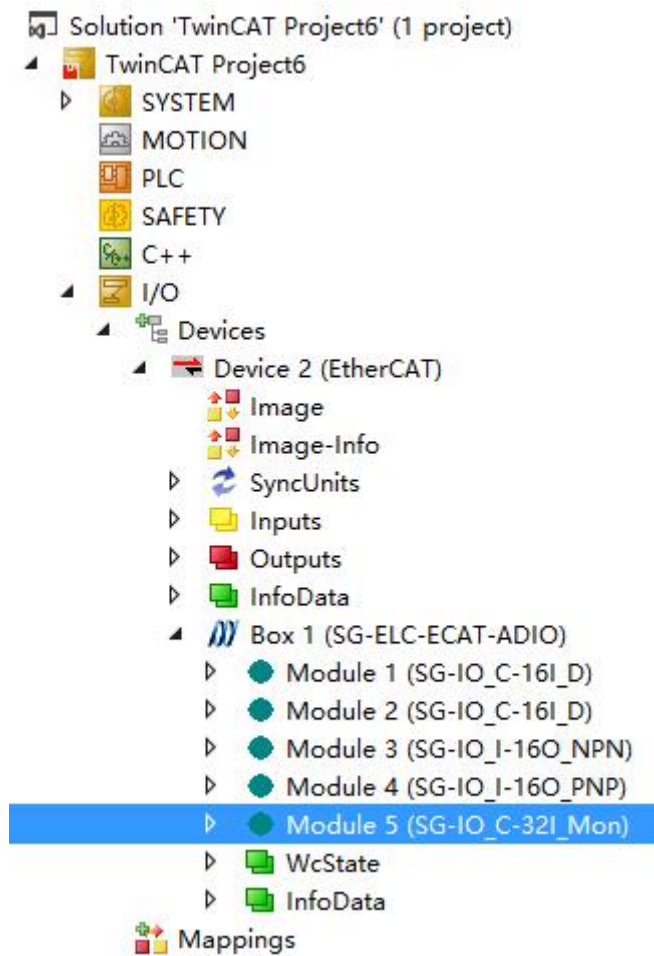 Solution 'TwinCAT Project6' (1 project)
TwinCAT Project6
SYSTEM
MOTION
PLC
SAFETY
C++
I/O
Devices
Device 2 (EtherCAT)
Image
Image-Info
SyncUnits
Inputs
Outputs
InfoData
Box 1 (SG-ELC-ECAT-ADIO)
Module 1 (SG-IO_C-16I_D)
Module 2 (SG-IO_C-16I_D)
Module 3 (SG-IO_I-16O_NPN)
Module 4 (SG-IO_I-16O_PNP)
Module 5 (SG-IO_C-32I_Mon)
WcState
InfoData
Mappings